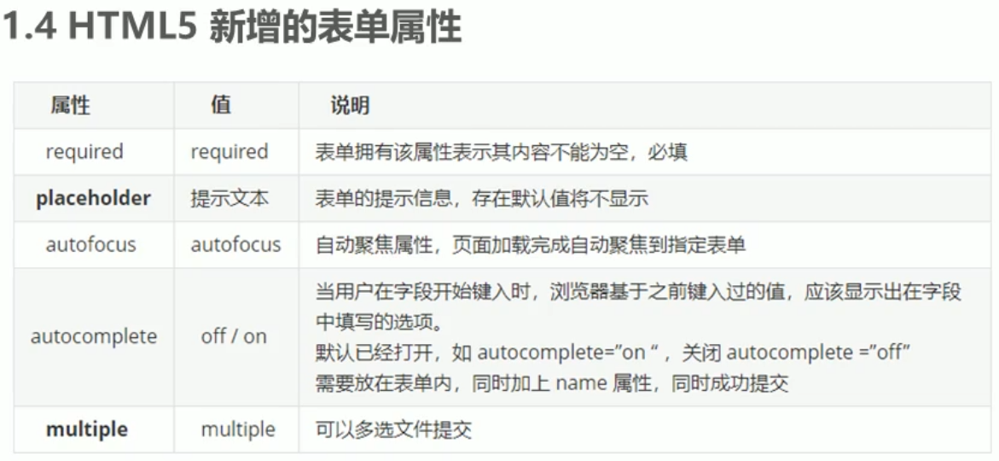 1.4 HTML5 新增的表单属性
属性 值 说明
required required 表单拥有该属性表示其内容不能为空，必填
placeholder 提示文本 表单的提示信息，存在默认值将不显示
autofocus autofocus 自动聚焦属性，页面加载完成自动聚焦到指定表单
autocomplete off / on 当用户在字段开始键入时，浏览器基于之前键入过的值，应该显示出在字段
中填写的选项。
默认已经打开，如 autocomplete=”on “ ，关闭 autocomplete =”off”
需要放在表单内，同时加上 name 属性，同时成功提交
multiple multiple 可以多选文件提交